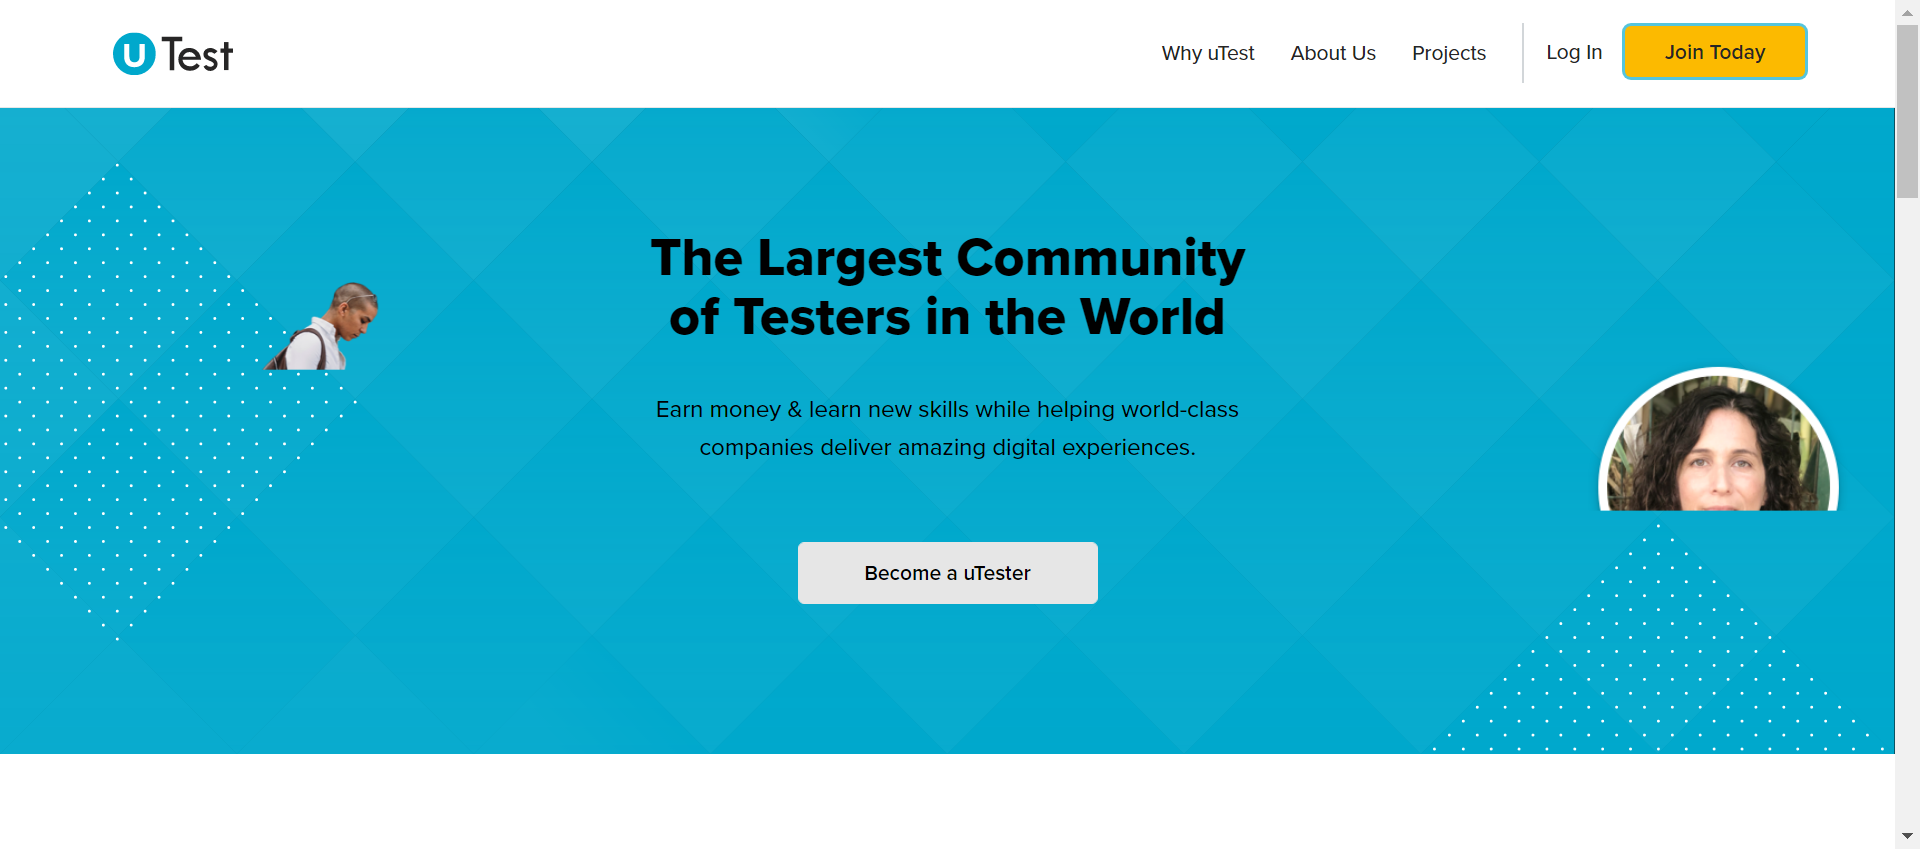 u Test
Why uTest
About Us
Projects
Log In
Join Today
The Largest Community
of Testers in the World
Earn money & learn new skills while helping world-class
companies deliver amazing digital experiences.
Become a uTester